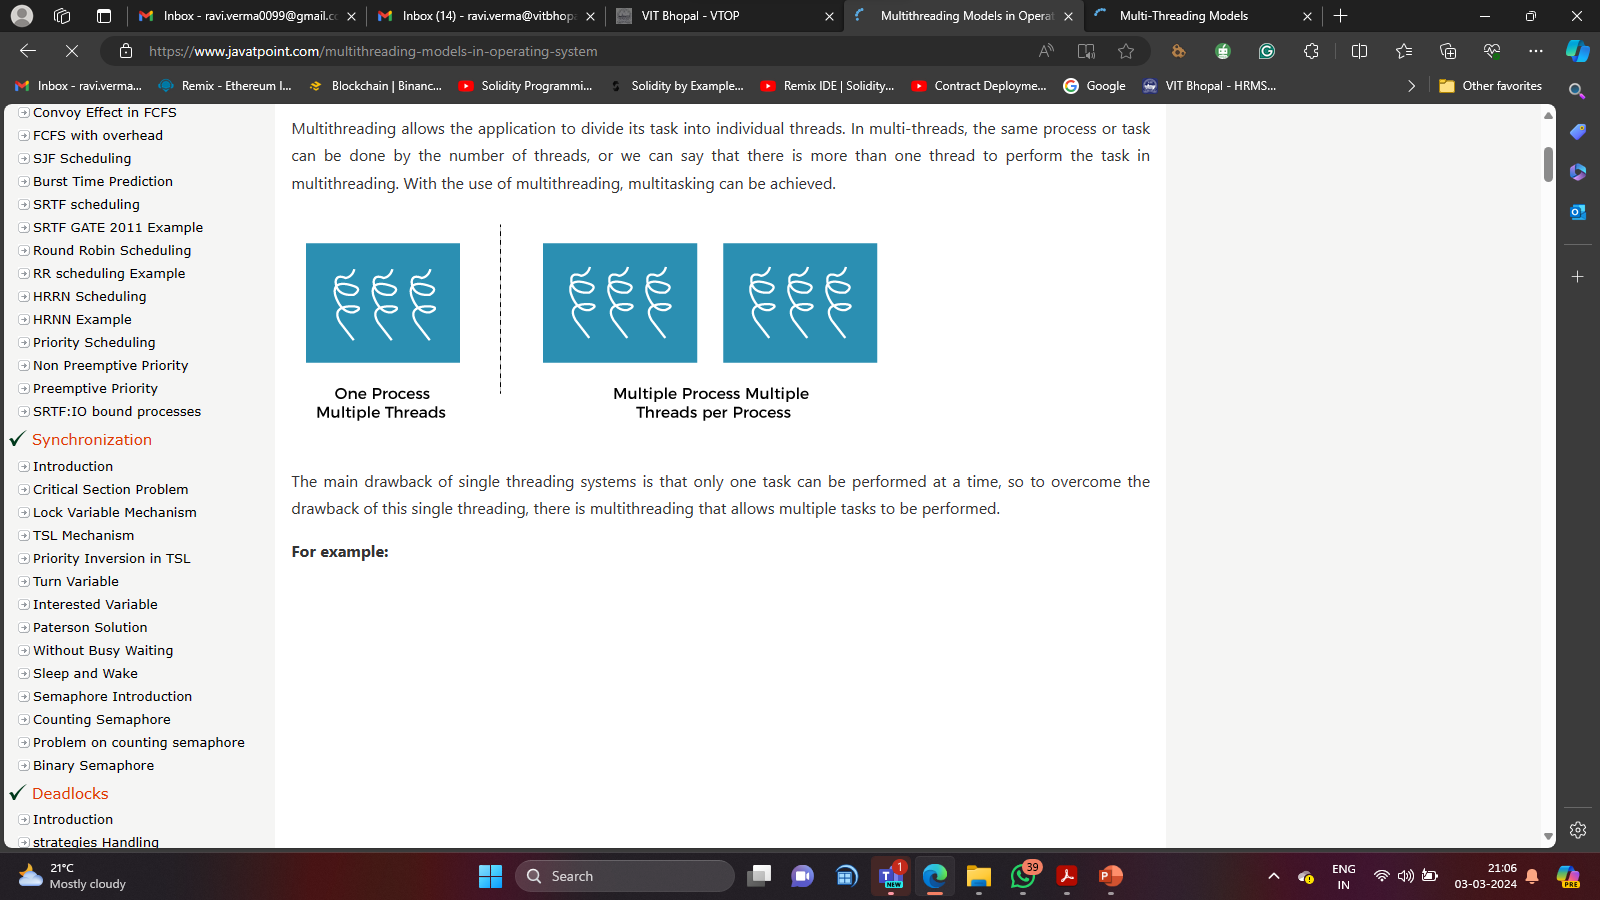 Inbox - ravi.verma0099@gmail.cc
Inbox (14) - ravi.verma@vitbhopa
VIT Bhopal - VTOP
Multithreading Models in Operat
Multi-Threading Models
https://www.javatpoint.com/multithreading-models-in-operating-system
Inbox - ravi.verma...
Remix - Ethereum I...
Blockchain | Binanc...
Solidity Programmi...
Solidity by Example...
Remix IDE | Solidity...
Contract Deployme...
Google
VIT Bhopal - HRMS...
Other favorites
Convoy Effect in FCFS
FCFS with overhead
SJF Scheduling
Burst Time Prediction
SRTF scheduling
SRTF GATE 2011 Example
Round Robin Scheduling
RR scheduling Example
HRRN Scheduling
HRNN Example
Priority Scheduling
Non Preemptive Priority
Preemptive Priority
SRTF:IO bound processes
Synchronization
Introduction
Critical Section Problem
Lock Variable Mechanism
TSL Mechanism
Priority Inversion in TSL
Turn Variable
Interested Variable
Paterson Solution
Without Busy Waiting
Sleep and Wake
Semaphore Introduction
Counting Semaphore
Problem on counting semaphore
Binary Semaphore
Deadlocks
Introduction
strategies Handling
Multithreading allows the application to divide its task into individual threads. In multi-threads, the same process or task
can be done by the number of threads, or we can say that there is more than one thread to perform the task in
multithreading. With the use of multithreading, multitasking can be achieved.
One Process
Multiple Threads
Multiple Process Multiple
Threads per Process
The main drawback of single threading systems is that only one task can be performed at a time, so to overcome the
drawback of this single threading, there is multithreading that allows multiple tasks to be performed.
For example:
21°C
Mostly cloudy
Search
1
NEW
39
ENG
IN
21:06
03-03-2024
PRE